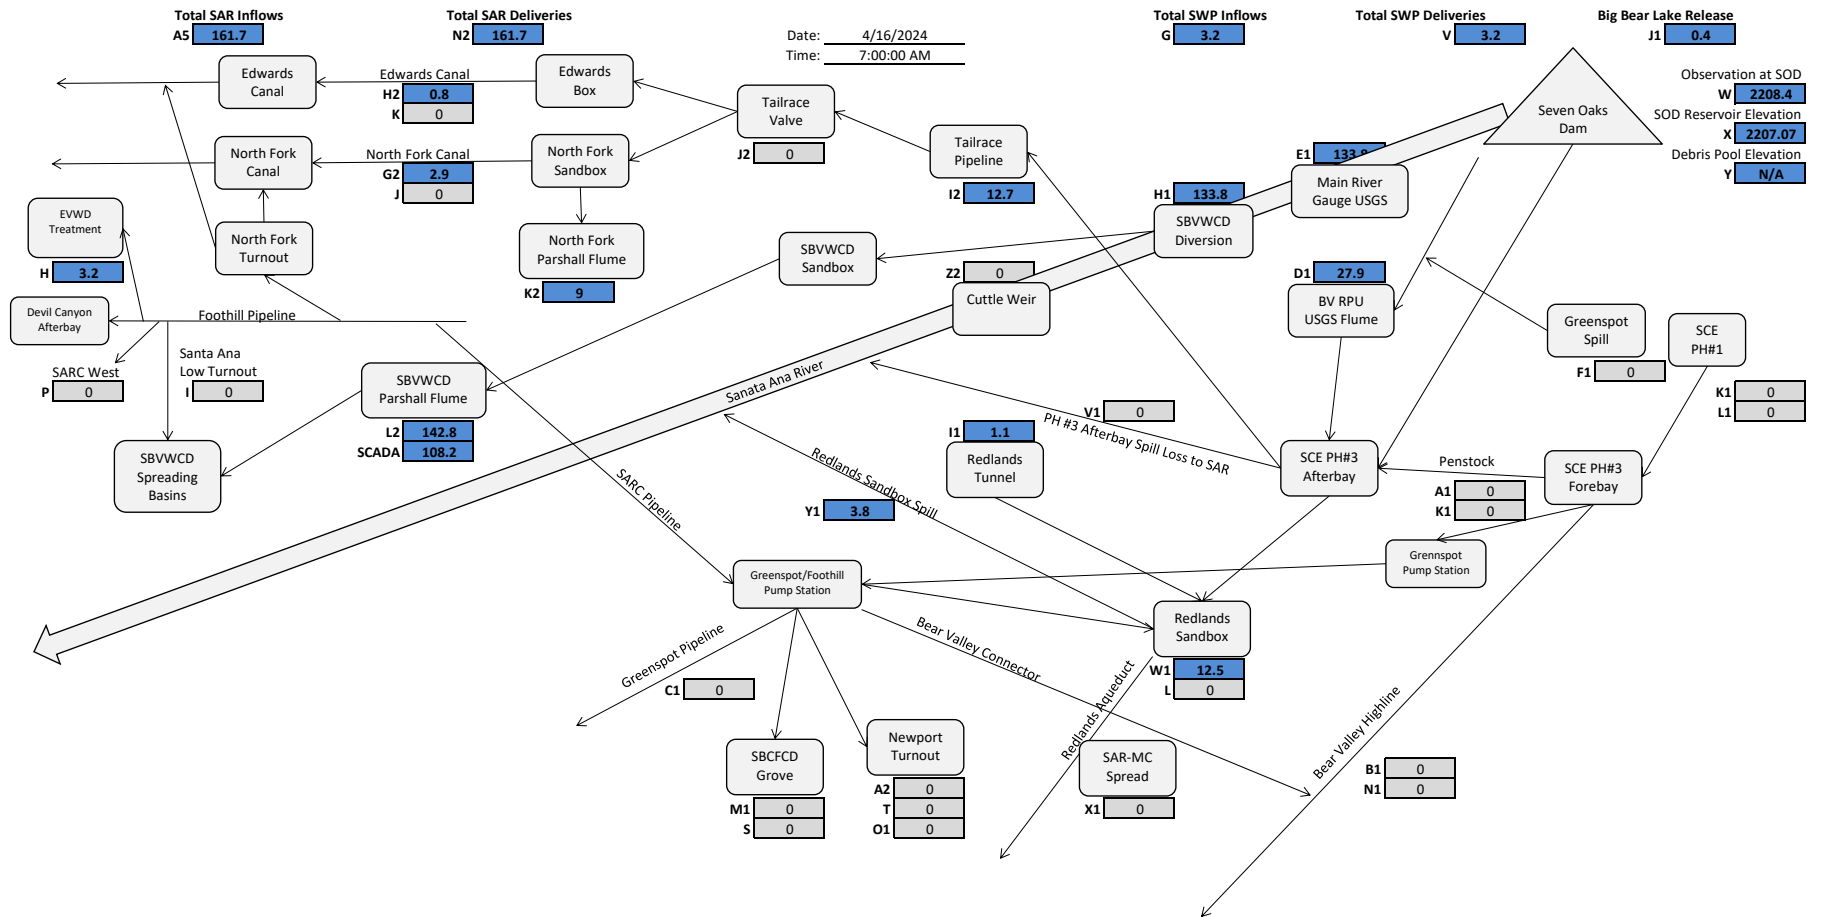 Total SAR Inflows
A5 161.7
Total SAR Deliveries
N2 161.7
Date: 4/16/2024
Time: 7:00:00 AM
Total SWP Inflows
G 3.2
Total SWP Deliveries
V 3.2
Big Bear Lake Release
J1 0.4
Observation at SOD
W 2208.4
SOD Reservoir Elevation
X 2207.07
Debris Pool Elevation
Y N/A
Seven Oaks
Dam
Edwards
Canal
Edwards Canal
H2 0.8
K 0
Edwards
Box
Tailrace
Valve
J2 0
Tailrace
Pipeline
I2 12.7
North Fork
Canal
North Fork Canal
G2 2.9
J 0
North Fork
Sandbox
E1
Main River
Gauge USGS
H1 133.8
SBVWCD
Diversion
EVWD
Treatment
H 3.2
North Fork
Turnout
North Fork
Parshall Flume
K2 9
SBVWCD
Sandbox
Z2 0
Cuttle Weir
D1 27.9
BV RPU
USGS Flume
Greenspot
Spill
F1 0
SCE
PH#1
K1 0
L1 0
Devil Canyon
Afterbay
Foothill Pipeline
SARC West
P 0
Santa Ana
Low Turnout
I 0
SBVWCD
Parshall Flume
L2 142.8
SCADA 108.2
SBVWCD
Spreading
Basins
Sanata Ana River
V1 0
PH #3 Afterbay Spill Loss to SAR
I1 1.1
Redlands
Tunnel
SCE PH#3
Afterbay
Penstock
A1 0
K1 0
SCE PH#3
Forebay
SARC Pipeline
Redlands Sandbox Spill
Y1 3.8
Grennspot
Pump Station
Greenspot/Foothill
Pump Station
Redlands
Sandbox
W1 12.5
L 0
Greenspot Pipeline
C1 0
Bear Valley Connector
Redlands Aqueduct
Bear Valley Highline
SBCFCD
Grove
M1 0
S 0
Newport
Turnout
A2 0
T 0
O1 0
SAR-MC
Spread
X1 0
B1 0
N1 0